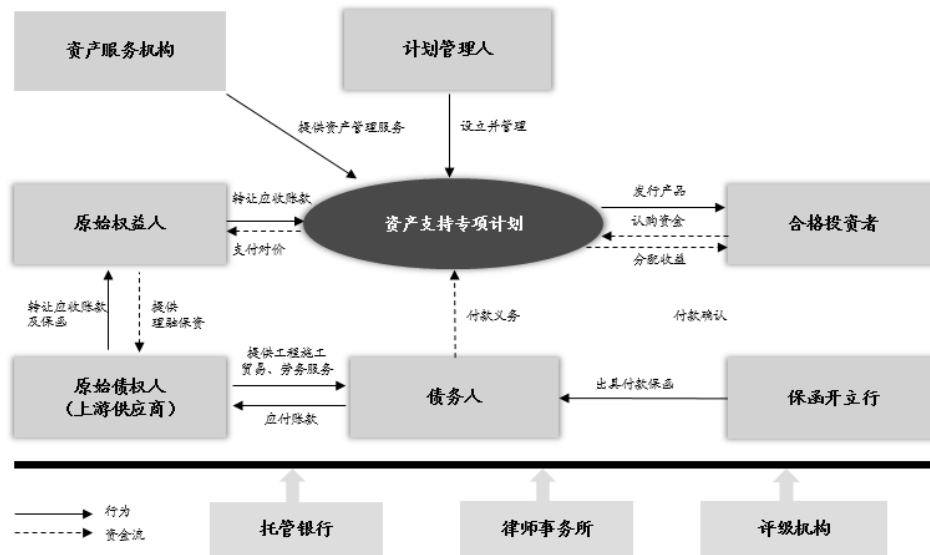 资产服务机构
计划管理人
提供资产管理服务
设立并管理
原始权益人
转让应收账款
支付对价
资产支持专项计划
发行产品
认购资金
分配收益
合格投资者
转让应收账款
及保函
提供
理融保资
付款义务
付款确认
原始债权人
（上游供应商）
提供工程施工
贸易、劳务服务
应付账款
债务人
出具付款保函
保函开立行
行为
资金流
托管银行
律师事务所
评级机构